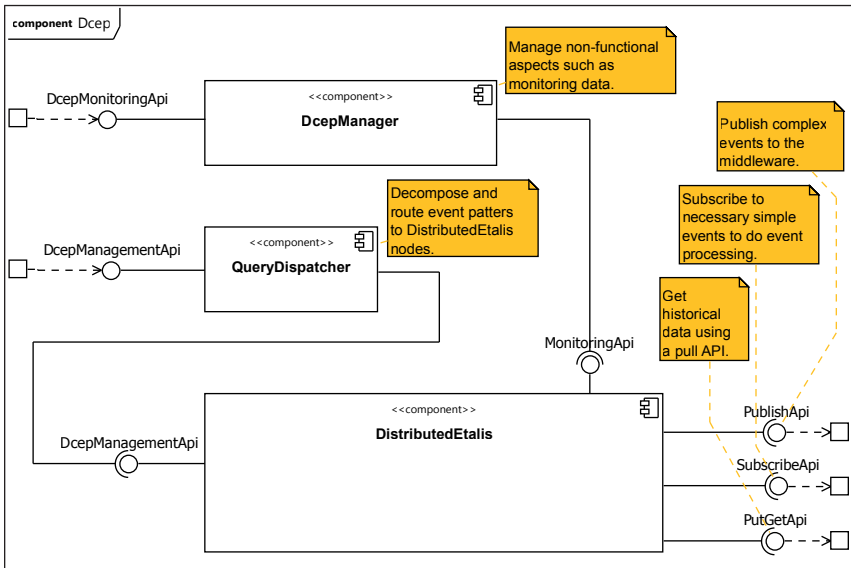 component Dcep
Manage non-functional
aspects such as
monitoring data.
DcepMonitoringApi
<<component>>
DcepManager
Publish complex
events to the
middleware.
Decompose and
route event patters
to DistributedEtalis
nodes.
Subscribe to
necessary simple
events to do event
processing.
DcepManagementApi
<<component>>
QueryDispatcher
Get
historical
data using
a pull API.
MonitoringApi
<<component>>
DistributedEtalis
PublishApi
DcepManagementApi
SubscribeApi
PutGetApi